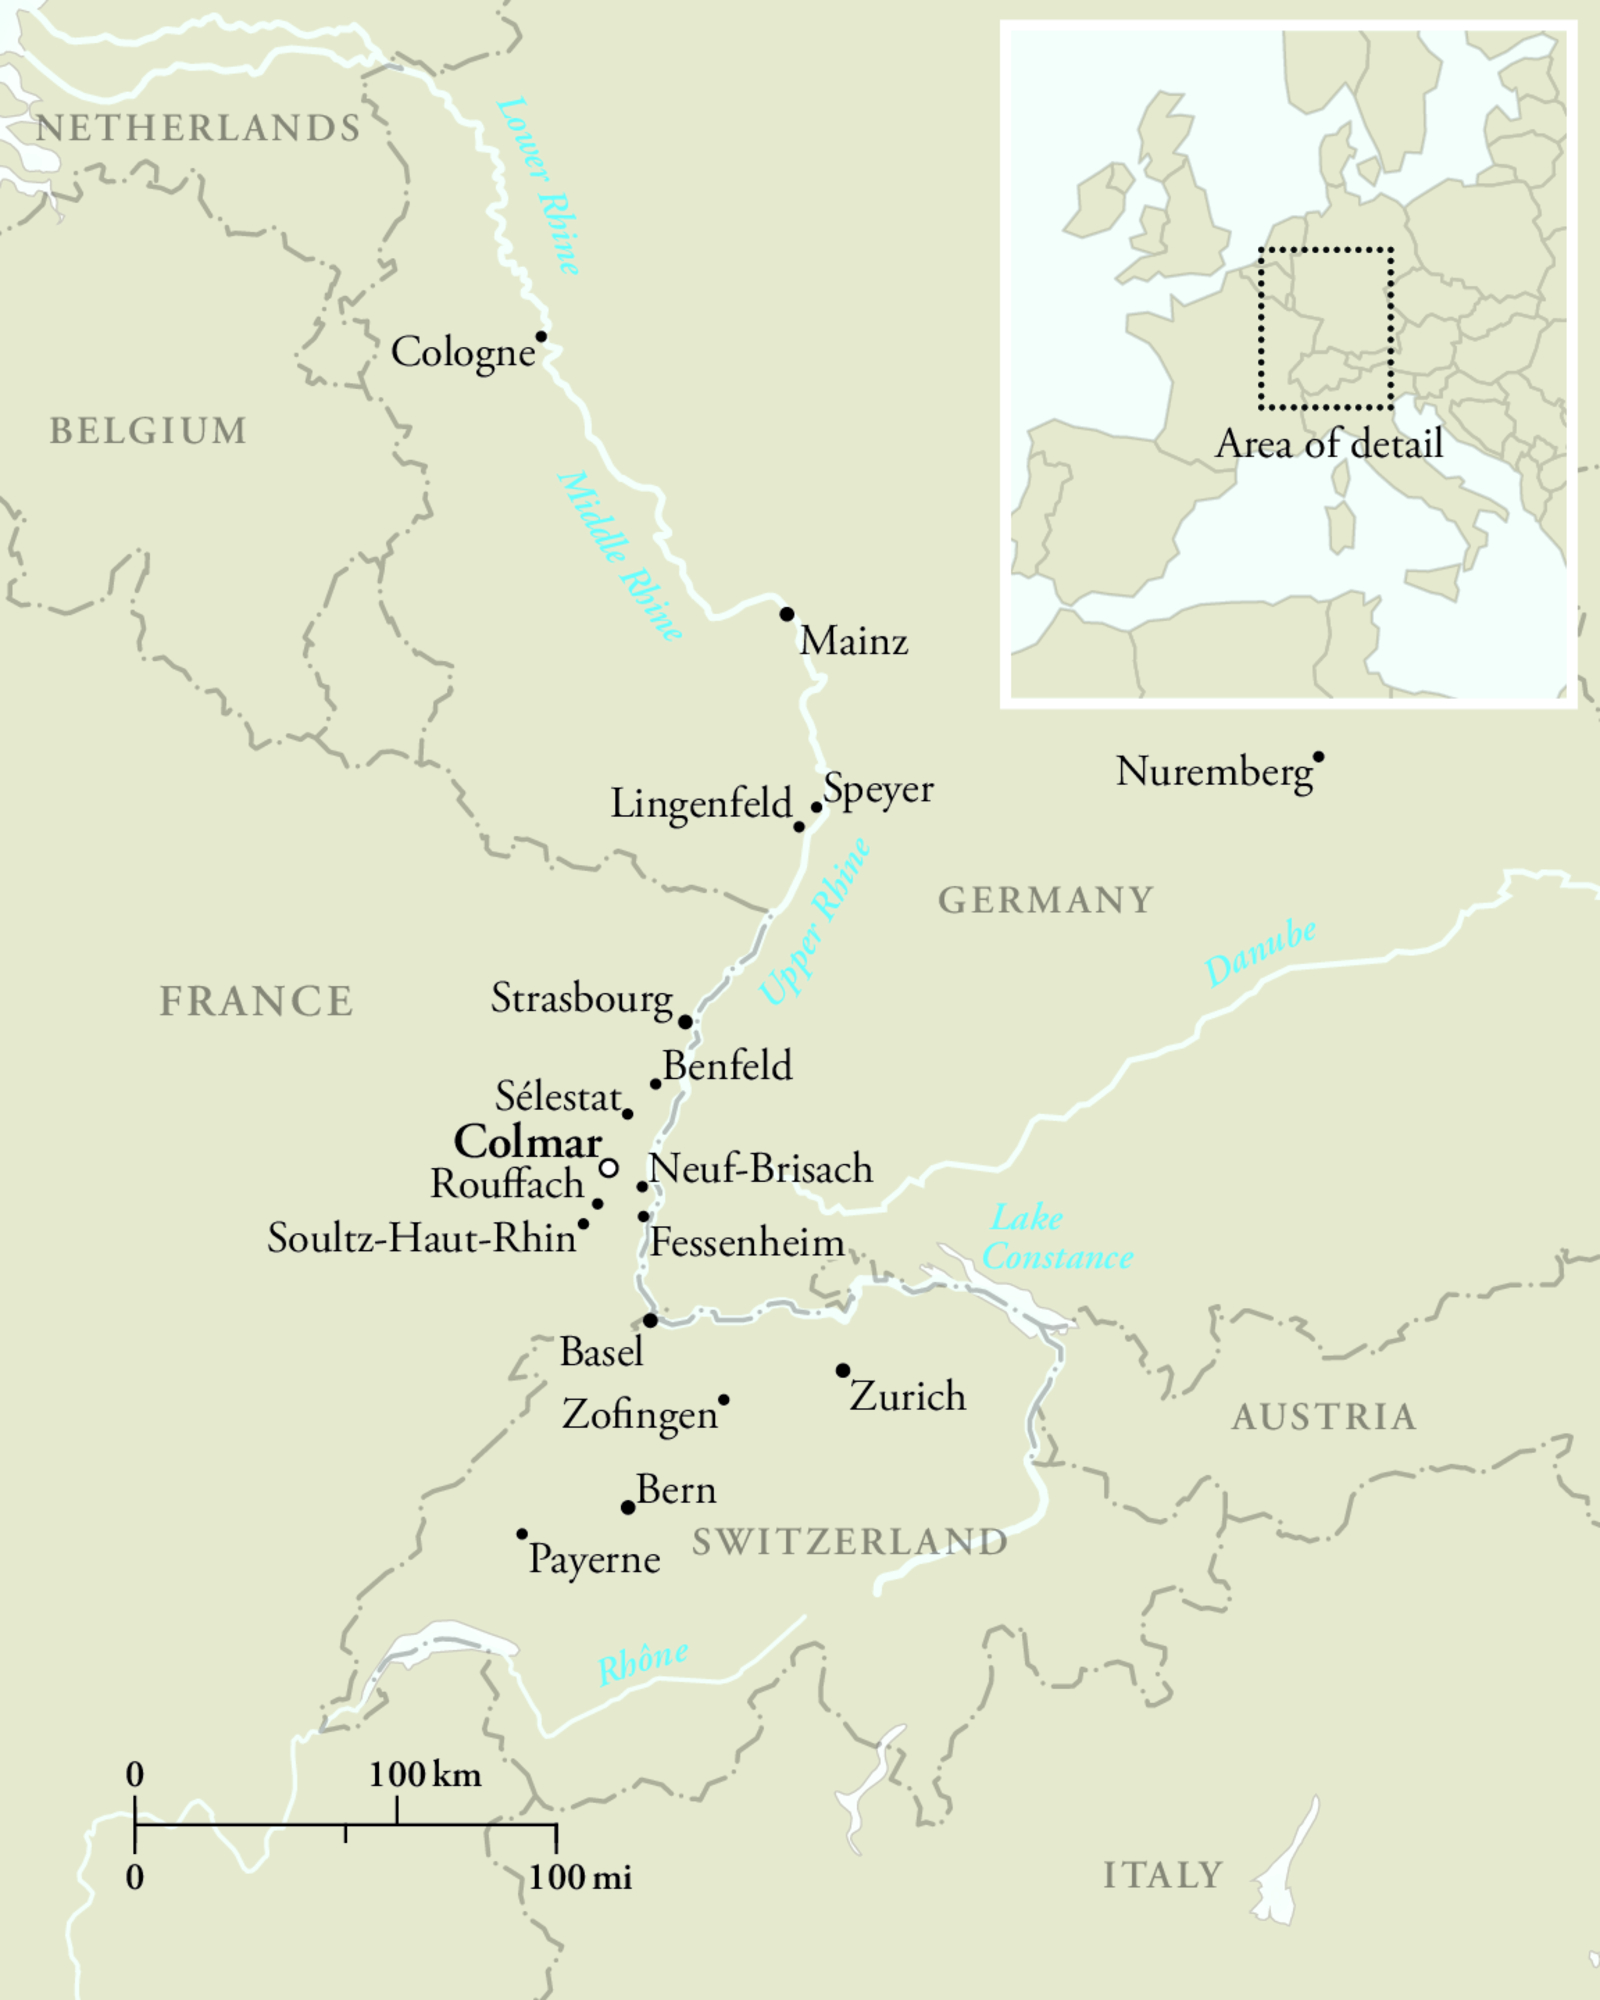 Lower Rhine
NETHERLANDS
Cologne
BELGIUM
Area of detail
Middle Rhine
Mainz
Nuremberg
Speyer
Lingenfeld
Upper Rhine
GERMANY
Danube
FRANCE
Strasbourg
Benfeld
Sélestat
Colmar
Neuf-Brisach
Rouffach
Soultz-Haut-Rhin
Fessenheim
Lake
Constance
Basel
Zurich
Zofingen
AUSTRIA
Bern
SWITZERLAND
Payerne
Rhône
0 100 km
0 100 mi
ITALY